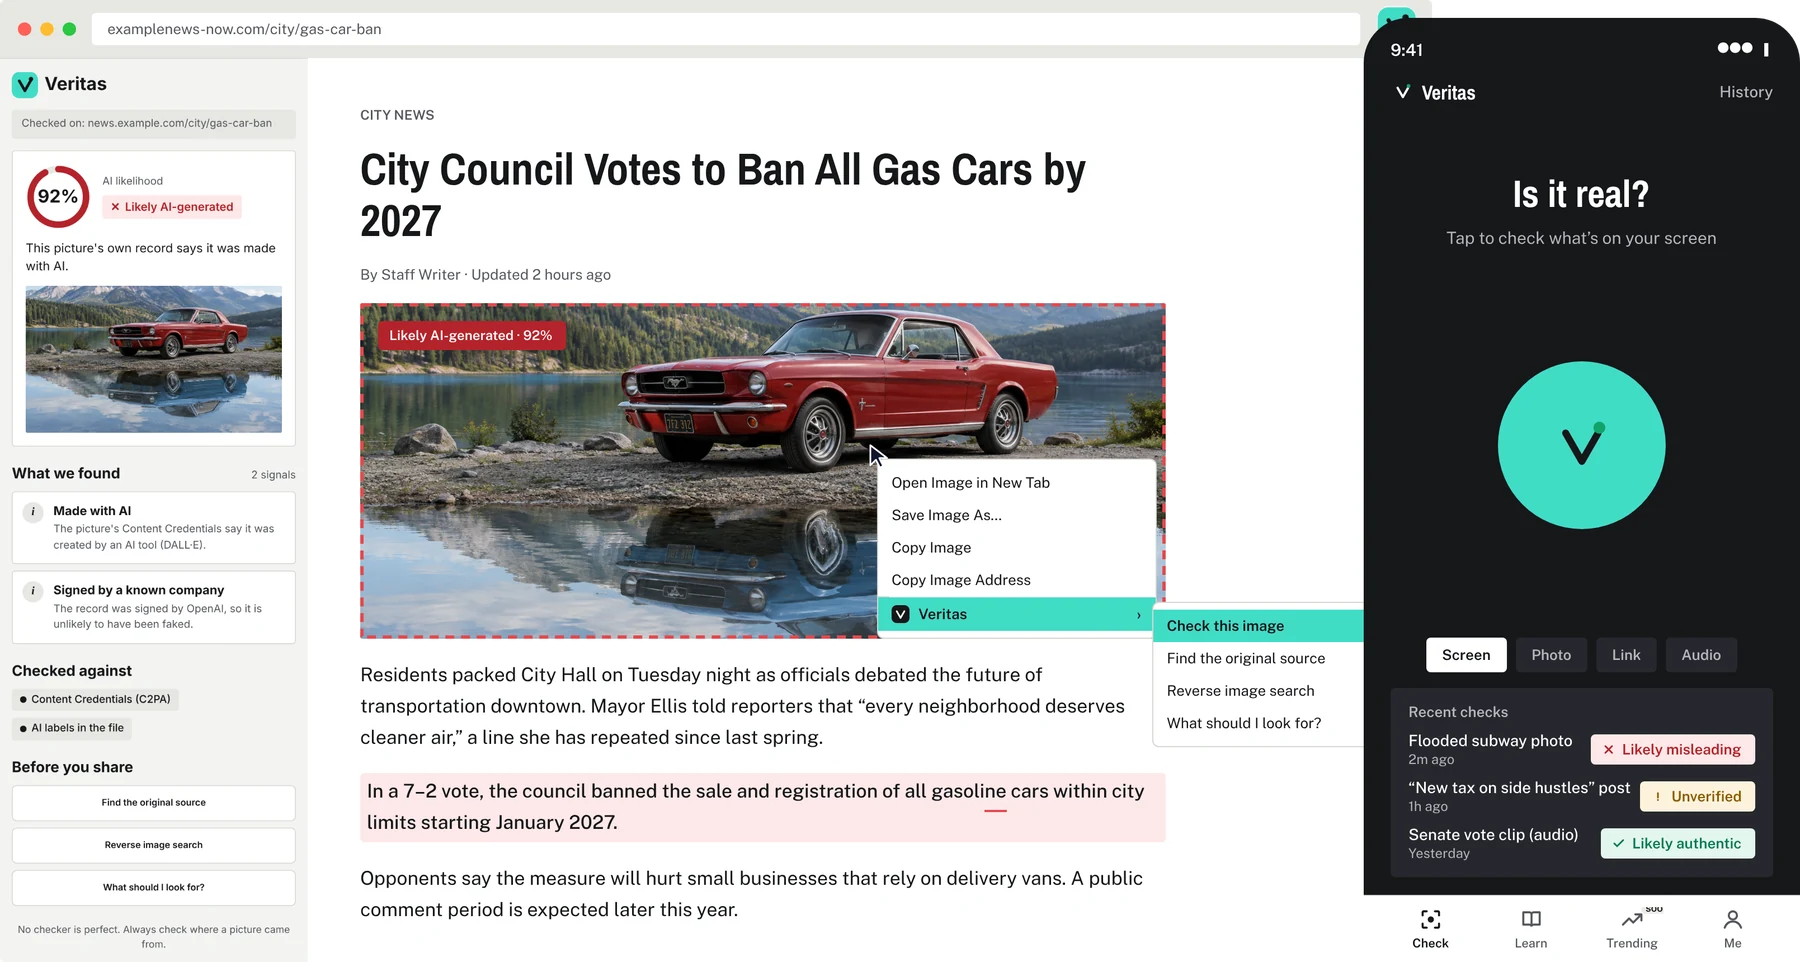 examplenews-now.com/city/gas-car-ban
Veritas
Checked on: news.example.com/city/gas-car-ban
92%
AI likelihood
✕ Likely AI-generated
This picture's own record says it was made
with AI.
What we found
2 signals
i
Made with AI
The picture's Content Credentials say it was
created by an AI tool (DALL·E).
i
Signed by a known company
The record was signed by OpenAI, so it is
unlikely to have been faked.
Checked against
Content Credentials (C2PA)
AI labels in the file
Before you share
Find the original source
Reverse image search
What should I look for?
No checker is perfect. Always check where a picture came
from.
CITY NEWS
City Council Votes to Ban All Gas Cars by
2027
By Staff Writer · Updated 2 hours ago
Likely AI-generated · 92%
Open Image in New Tab
Save Image As...
Copy Image
Copy Image Address
Veritas ›
Check this image
Find the original source
Reverse image search
What should I look for?
Residents packed City Hall on Tuesday night as officials debated the future of
transportation downtown. Mayor Ellis told reporters that “every neighborhood deserves
cleaner air,” a line she has repeated since last spring.
In a 7–2 vote, the council banned the sale and registration of all gasoline cars within city
limits starting January 2027.
Opponents say the measure will hurt small businesses that rely on delivery vans. A public
comment period is expected later this year.
9:41
Veritas
History
Is it real?
Tap to check what’s on your screen
Screen
Photo
Link
Audio
Recent checks
Flooded subway photo
2m ago
✕ Likely misleading
“New tax on side hustles” post
1h ago
! Unverified
Senate vote clip (audio)
Yesterday
✓ Likely authentic
Check
Learn
Trending
Me